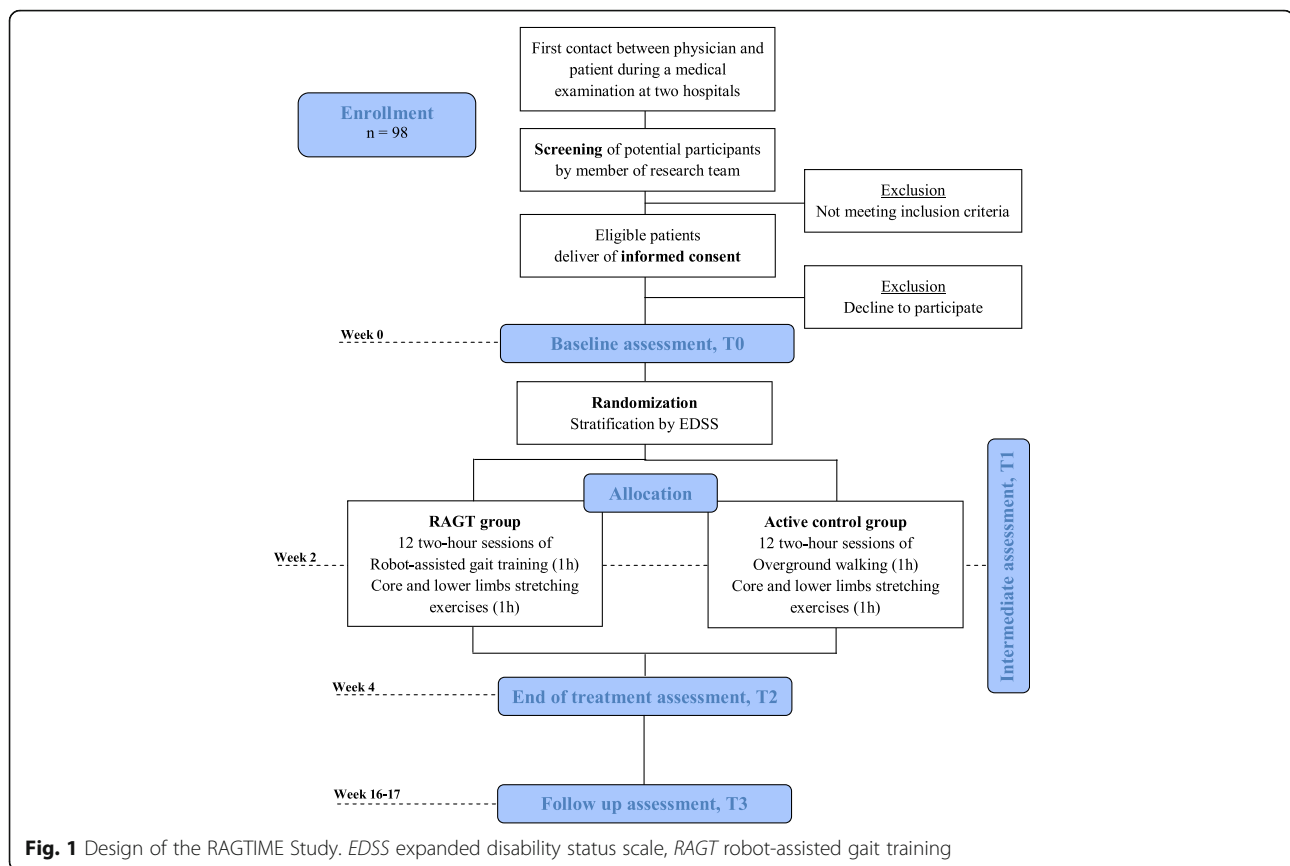 First contact between physician and
patient during a medical
examination at two hospitals
Enrollment
n = 98
Screening of potential participants
by member of research team
Exclusion
Not meeting inclusion criteria
Eligible patients
deliver of informed consent
Exclusion
Decline to participate
Week 0
Baseline assessment, T0
Randomization
Stratification by EDSS
Allocation
RAGT group
12 two-hour sessions of
Robot-assisted gait training (1h)
Core and lower limbs stretching
exercises (1h)
Active control group
12 two-hour sessions of
Overground walking (1h)
Core and lower limbs stretching
exercises (1h)
Week 2
Intermediate assessment, T1
Week 4
End of treatment assessment, T2
Week 16-17
Follow up assessment, T3
Fig. 1 Design of the RAGTIME Study. EDSS expanded disability status scale, RAGT robot-assisted gait training